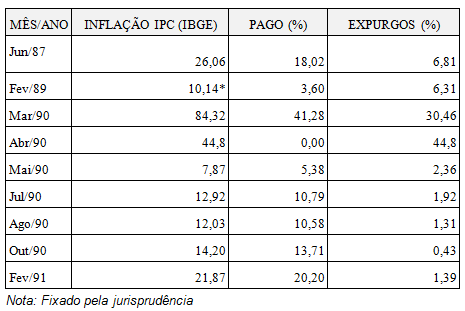 MÊS/ANO INFLAÇÃO IPC (IBGE) PAGO (%) EXPURGOS (%)
Jun/87 26,06 18,02 6,81
Fev/89 10,14* 3,60 6,31
Mar/90 84,32 41,28 30,46
Abr/90 44,8 0,00 44,8
Mai/90 7,87 5,38 2,36
Jul/90 12,92 10,79 1,92
Ago/90 12,03 10,58 1,31
Out/90 14,20 13,71 0,43
Fev/91 21,87 20,20 1,39
Nota: Fixado pela jurisprudência